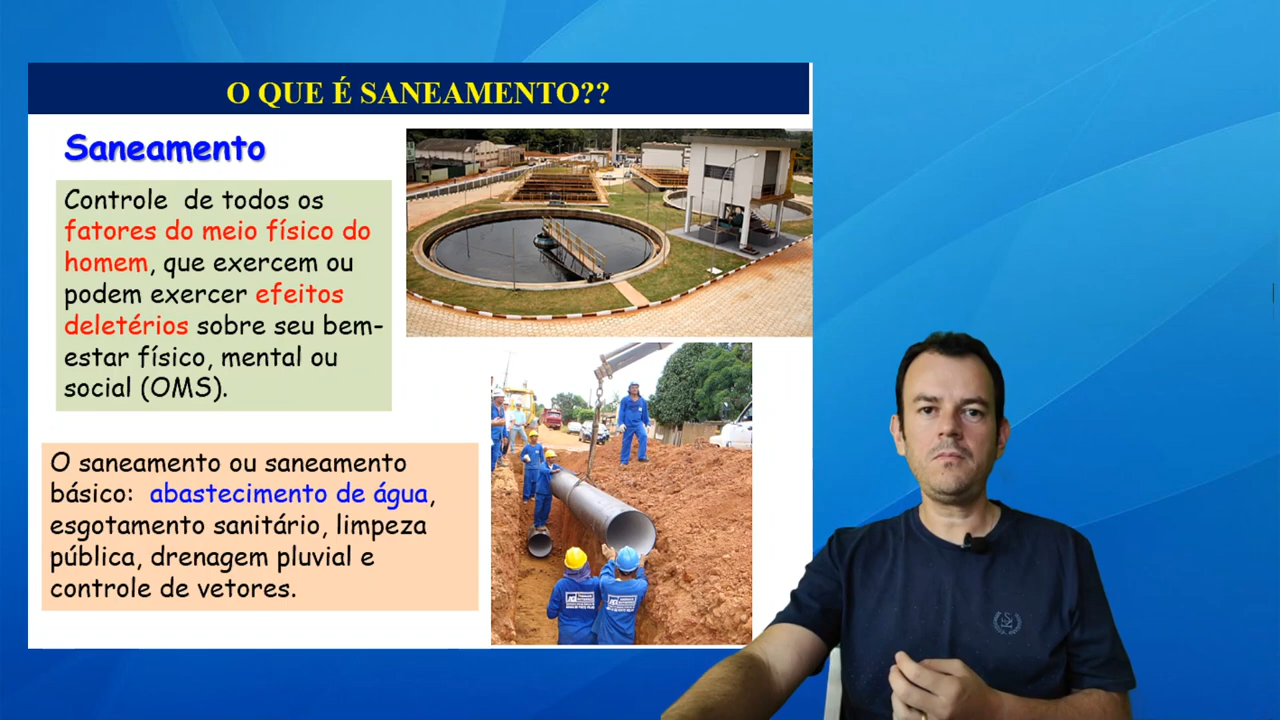 O QUE É SANEAMENTO??
Saneamento
Controle de todos os
fatores do meio físico do
homem, que exercem ou
podem exercer efeitos
deletérios sobre seu bem-
estar físico, mental ou
social (OMS).
O saneamento ou saneamento
básico: abastecimento de água,
esgotamento sanitário, limpeza
pública, drenagem pluvial e
controle de vetores.